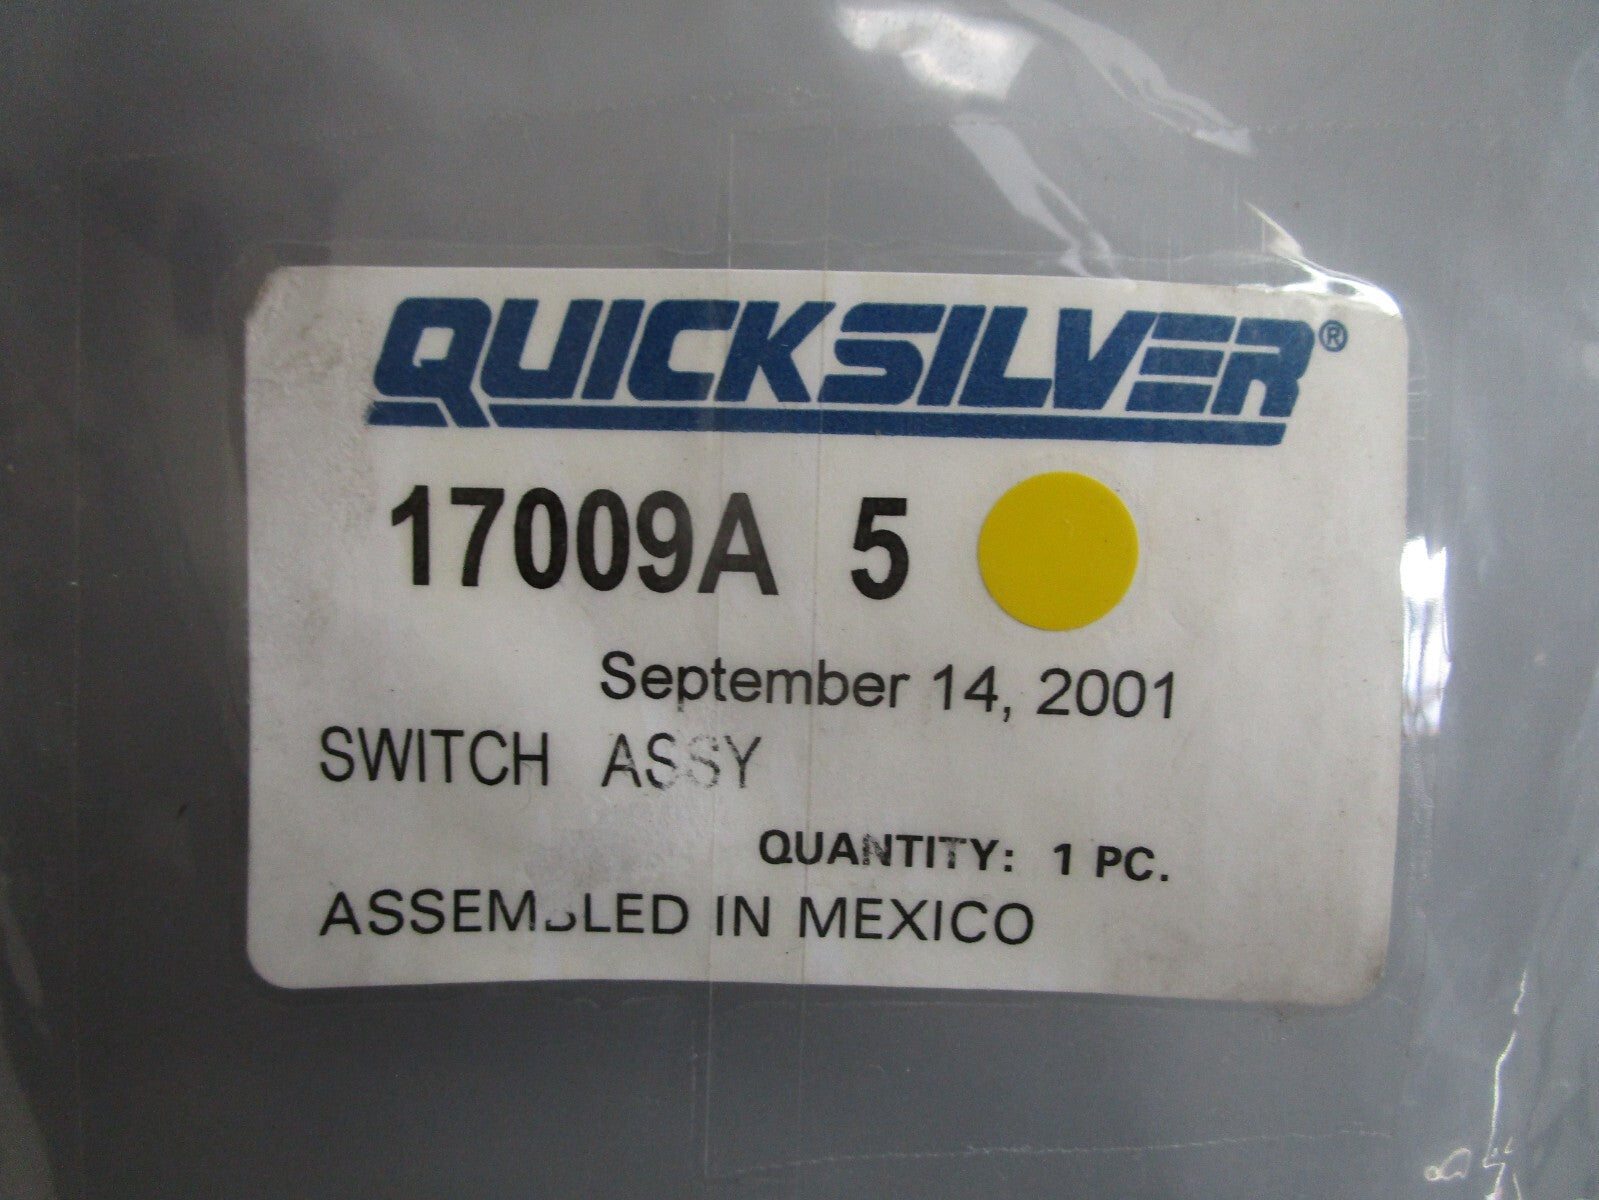 QUICKSILVER®
17009A 5
September 14, 2001
SWITCH ASSY
QUANTITY: 1 PC.
ASSEMBLED IN MEXICO